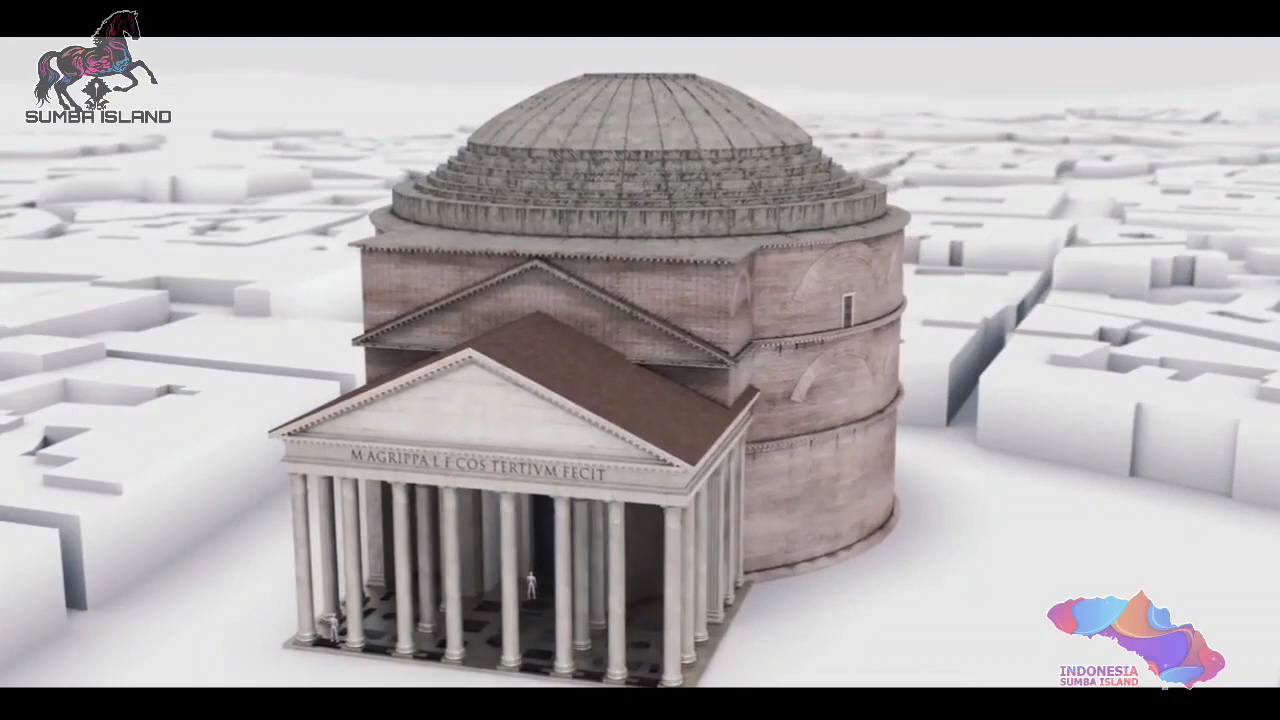 SUMBA ISLAND
M AGRIPPA L F COS TERTIVM FECIT
INDONESIA
SUMBA ISLAND